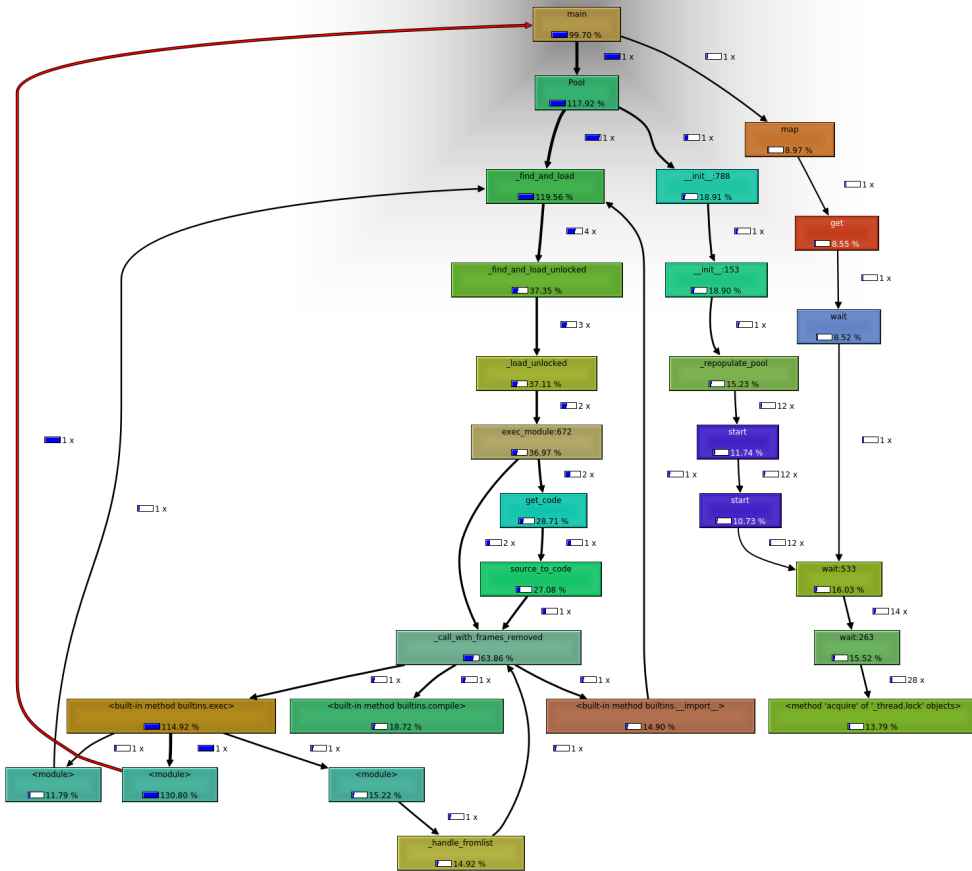 main
99.70 %
1 x
1 x
Pool
117.92 %
1 x
1 x
map
8.97 %
_find_and_load
119.56 %
__init__:788
18.91 %
1 x
get
8.55 %
4 x
1 x
_find_and_load_unlocked
37.35 %
__init__:153
18.90 %
1 x
wait
8.52 %
3 x
1 x
_load_unlocked
37.11 %
_repopulate_pool
15.23 %
2 x
12 x
exec_module:672
36.97 %
start
11.74 %
1 x
1 x
2 x
1 x
12 x
get_code
28.71 %
start
10.73 %
1 x
2 x
1 x
12 x
source_to_code
27.08 %
wait:533
16.03 %
1 x
14 x
_call_with_frames_removed
63.86 %
wait:263
15.52 %
1 x
1 x
1 x
28 x
<built-in method builtins.exec>
114.92 %
<built-in method builtins.compile>
18.72 %
<built-in method builtins.__import__>
14.90 %
<method 'acquire' of '_thread.lock' objects>
13.79 %
1 x
1 x
1 x
1 x
<module>
11.79 %
<module>
130.80 %
<module>
15.22 %
1 x
_handle_fromlist
14.92 %